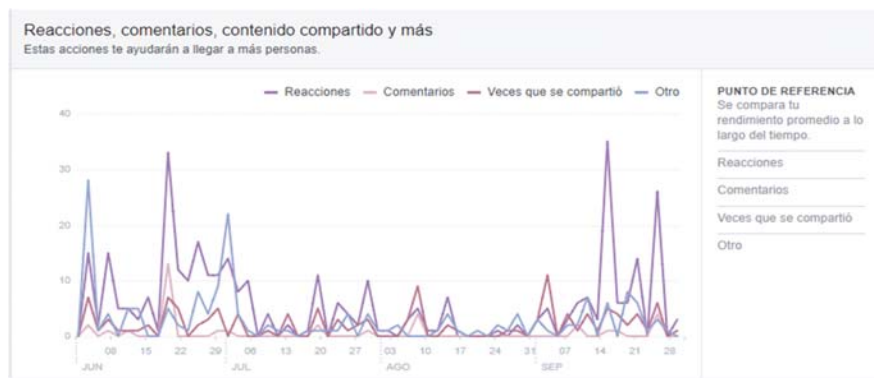 Reacciones, comentarios, contenido compartido y más
Estas acciones te ayudarán a llegar a más personas.
Reacciones Comentarios Veces que se compartió Otro
40
30
20
10
0
08 15 22 29 06 13 20 27 03 10 17 24 31 07 14 21 28
JUN JUL AGO SEP
PUNTO DE REFERENCIA
Se compara tu
rendimiento promedio a lo
largo del tiempo.
Reacciones
Comentarios
Veces que se compartió
Otro